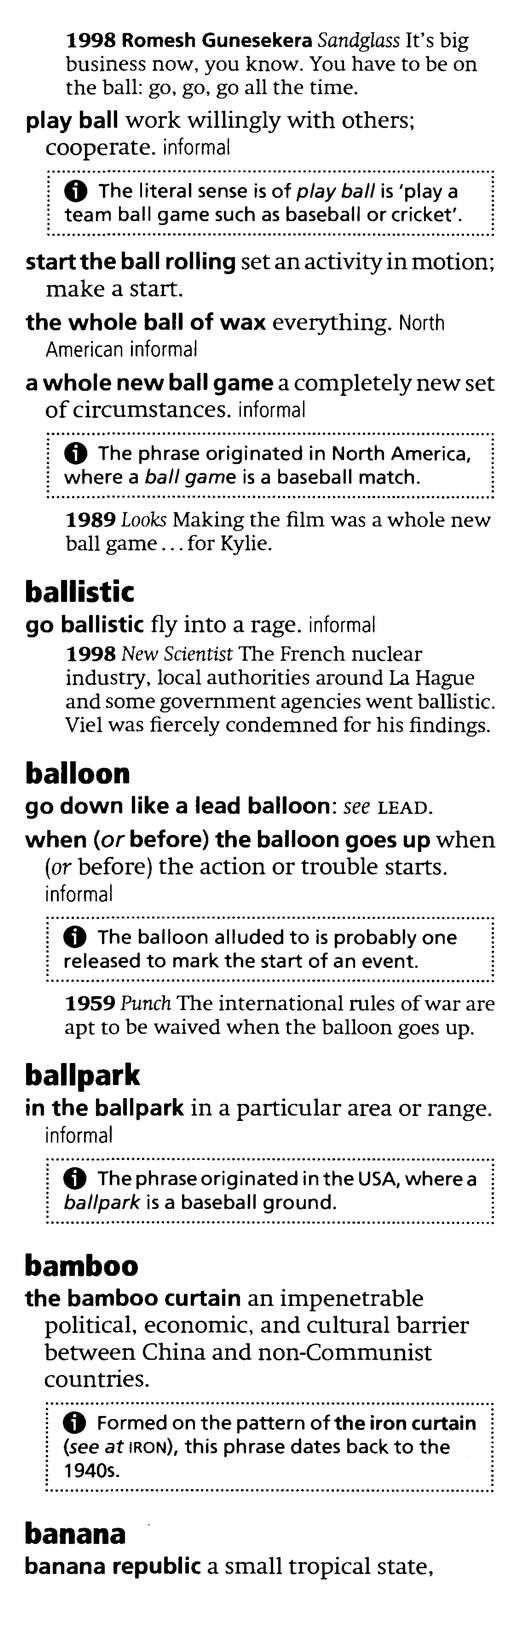 1998 Romesh Gunesekera Sandglass It's big
business now, you know. You have to be on
the ball: go, go, go all the time.
play ball work willingly with others;
cooperate. informal
The literal sense is of play ball is 'play a
team ball game such as baseball or cricket'.
start the ball rolling set an activity in motion;
make a start.
the whole ball of wax everything. North
American informal
a whole new ball game a completely new set
of circumstances. informal
The phrase originated in North America,
where a ball game is a baseball match.
1989 Looks Making the film was a whole new
ball game...for Kylie.
ballistic
go ballistic fly into a rage. informal
1998 New Scientist The French nuclear
industry, local authorities around La Hague
and some government agencies went ballistic.
Viel was fiercely condemned for his findings.
balloon
go down like a lead balloon: see LEAD.
when (or before) the balloon goes up when
(or before) the action or trouble starts.
informal
The balloon alluded to is probably one
released to mark the start of an event.
1959 Punch The international rules of war are
apt to be waived when the balloon goes up.
ballpark
in the ballpark in a particular area or range.
informal
The phrase originated in the USA, where a
ballpark is a baseball ground.
bamboo
the bamboo curtain an impenetrable
political, economic, and cultural barrier
between China and non-Communist
countries.
Formed on the pattern of the iron curtain
(see at IRON), this phrase dates back to the
1940s.
banana
banana republic a small tropical state,